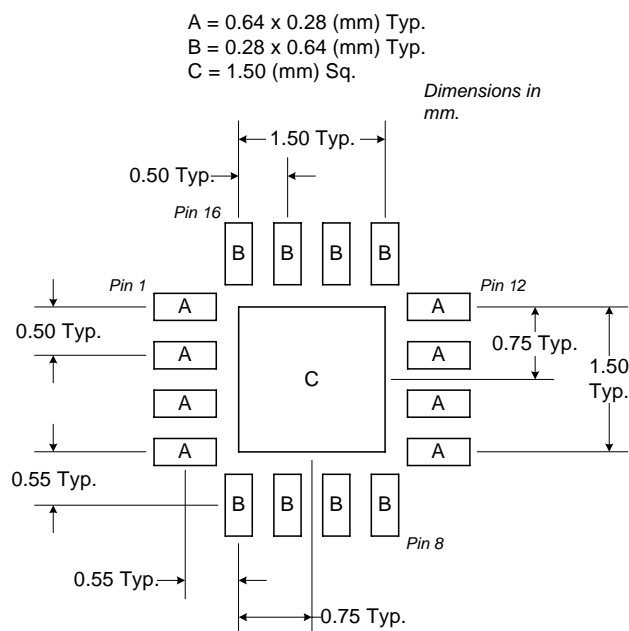 A = 0.64 x 0.28 (mm) Typ.
B = 0.28 x 0.64 (mm) Typ.
C = 1.50 (mm) Sq.
Dimensions in
mm.
1.50 Typ.
0.50 Typ.
Pin 16
B B B B
Pin 1
Pin 12
A A
0.50 Typ.
0.75 Typ.
A A
1.50
Typ.
C
A A
A A
0.55 Typ.
B B B B
Pin 8
0.55 Typ.
0.75 Typ.